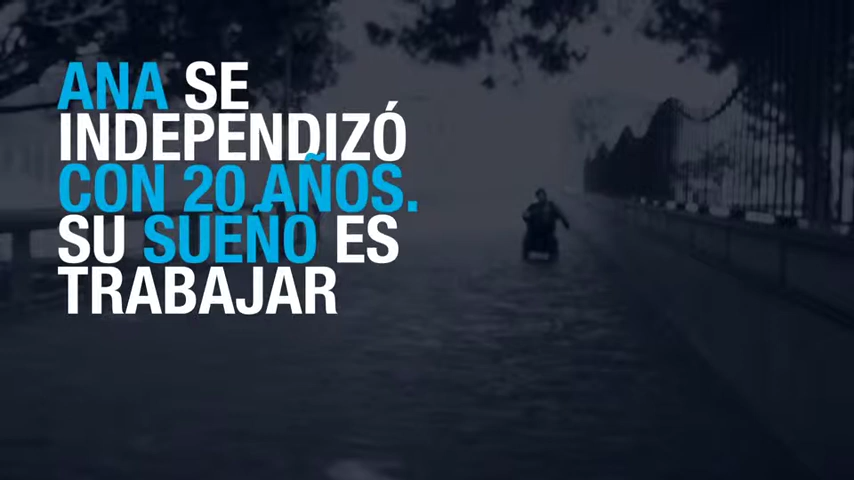 ANA SE
INDEPENDIZÓ
CON 20 AÑOS.
SU SUEÑO ES
TRABAJAR